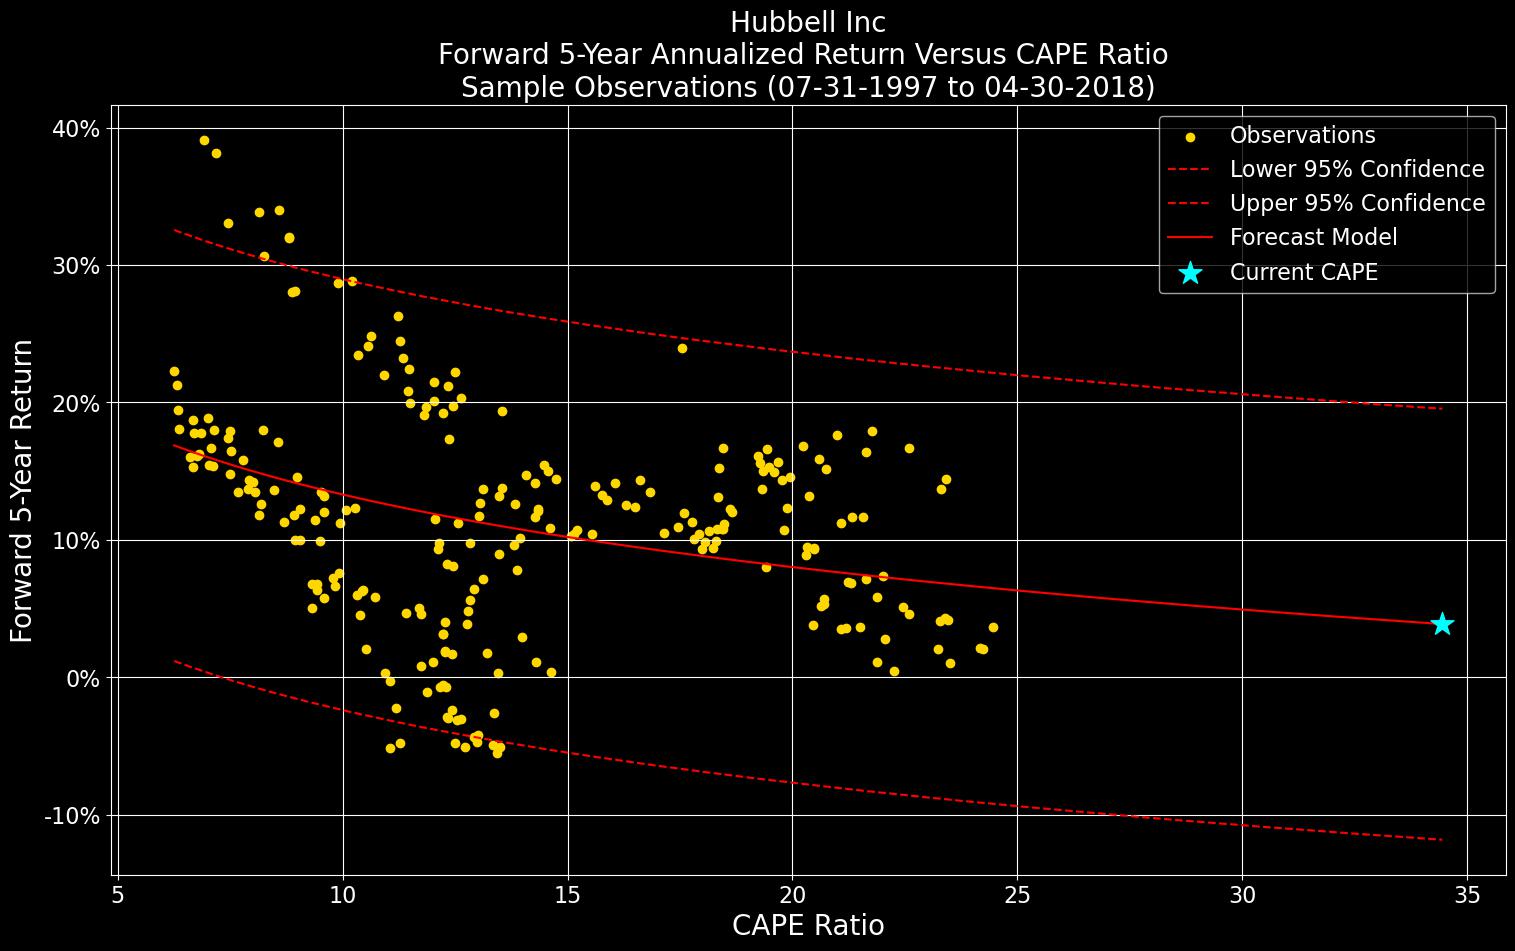 Hubbell Inc
Forward 5-Year Annualized Return Versus CAPE Ratio
Sample Observations (07-31-1997 to 04-30-2018)
Forward 5-Year Return
40%
30%
20%
10%
0%
-10%
Observations
Lower 95% Confidence
Upper 95% Confidence
Forecast Model
Current CAPE
5 10 15 20 25 30 35
CAPE Ratio